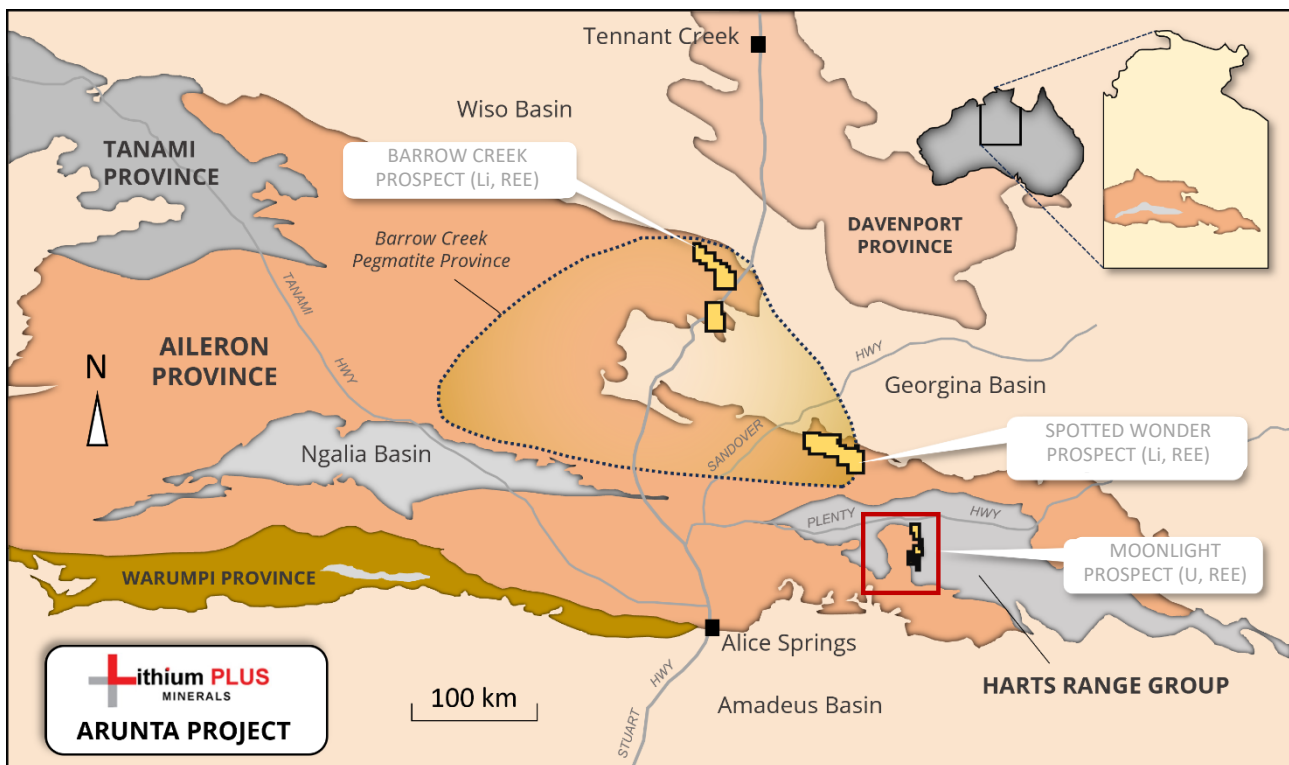 Tennant Creek
Wiso Basin
TANAMI
PROVINCE
BARROW CREEK
PROSPECT (Li, REE)
DAVENPORT
PROVINCE
Barrow Creek
Pegmatite Province
TANAMI
HWY
AILERON
PROVINCE
N
HWY
Georgina Basin
SANDOVER
Ngalia Basin
SPOTTED WONDER
PROSPECT (Li, REE)
PLENTY
HWY
MOONLIGHT
PROSPECT (U, REE)
WARUMPI PROVINCE
Alice Springs
HARTS RANGE GROUP
Lithium PLUS
MINERALS
ARUNTA PROJECT
100 km
HWY
STUART
Amadeus Basin